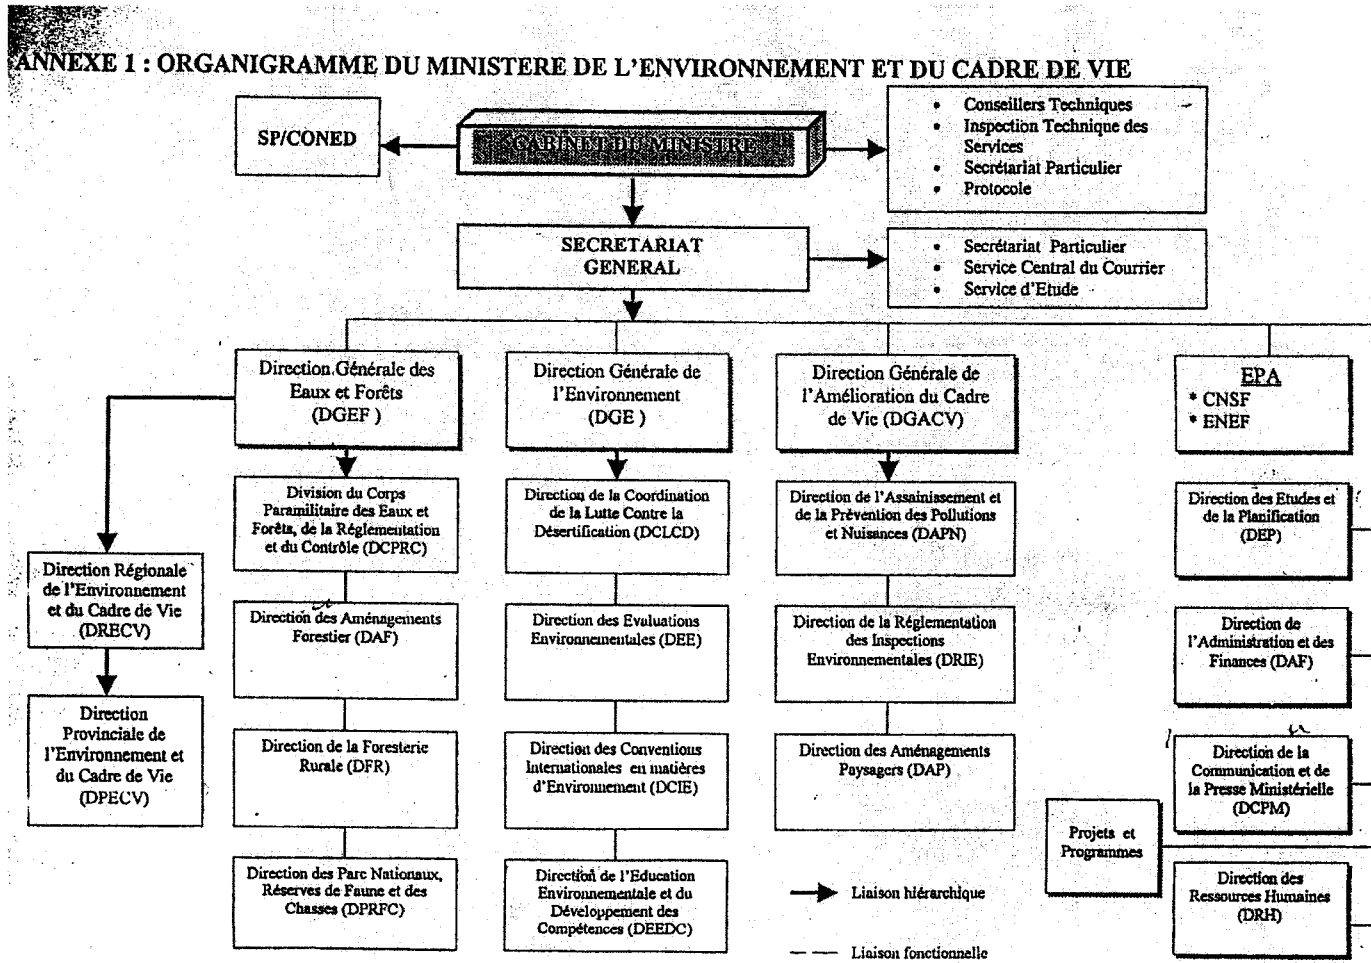 ANNEXE 1 : ORGANIGRAMME DU MINISTERE DE L'ENVIRONNEMENT ET DU CADRE DE VIE
SP/CONED
CABINET DU MINISTRE
• Conseillers Techniques
• Inspection Technique des
Services
• Secrétariat Particulier
• Protocole
SECRETARIAT
GENERAL
• Secrétariat Particulier
• Service Central du Courrier
• Service d'Etude
Direction Générale des
Eaux et Forêts
(DGEF )
Direction Générale de
l'Environnement
(DGE )
Direction Générale de
l'Amélioration du Cadre
de Vie (DGACV)
EPA
* CNSF
* ENEF
Division du Corps
Paramilitaire des Eaux et
Forêts, de la Réglementation
et du Contrôle (DCPRC)
Direction de la Coordination
de la Lutte Contre la
Désertification (DCLCD)
Direction de l'Assainissement et
de la Prévention des Pollutions
et Nuisances (DAPN)
Direction des Etudes et
de la Planification
(DEP)
Direction Régionale
de l'Environnement
et du Cadre de Vie
(DRECV)
Direction des Aménagements
Forestier (DAF)
Direction des Evaluations
Environnementales (DEE)
Direction de la Réglementation
des Inspections
Environnementales (DRIE)
Direction de
l'Administration et des
Finances (DAF)
Direction
Provinciale de
l'Environnement et
du Cadre de Vie
(DPECV)
Direction de la Foresterie
Rurale (DFR)
Direction des Conventions
Internationales en matières
d'Environnement (DCIE)
Direction des Aménagements
Paysagers (DAP)
Direction de la
Communication et de
la Presse Ministérielle
(DCPM)
Projets et
Programmes
Direction des Parc Nationaux,
Réserves de Faune et des
Chasses (DPRFC)
Direction de l'Education
Environnementale et du
Développement des
Compétences (DEEDC)
Direction des
Ressources Humaines
(DRH)
Liaison hiérarchique
Liaison fonctionnelle